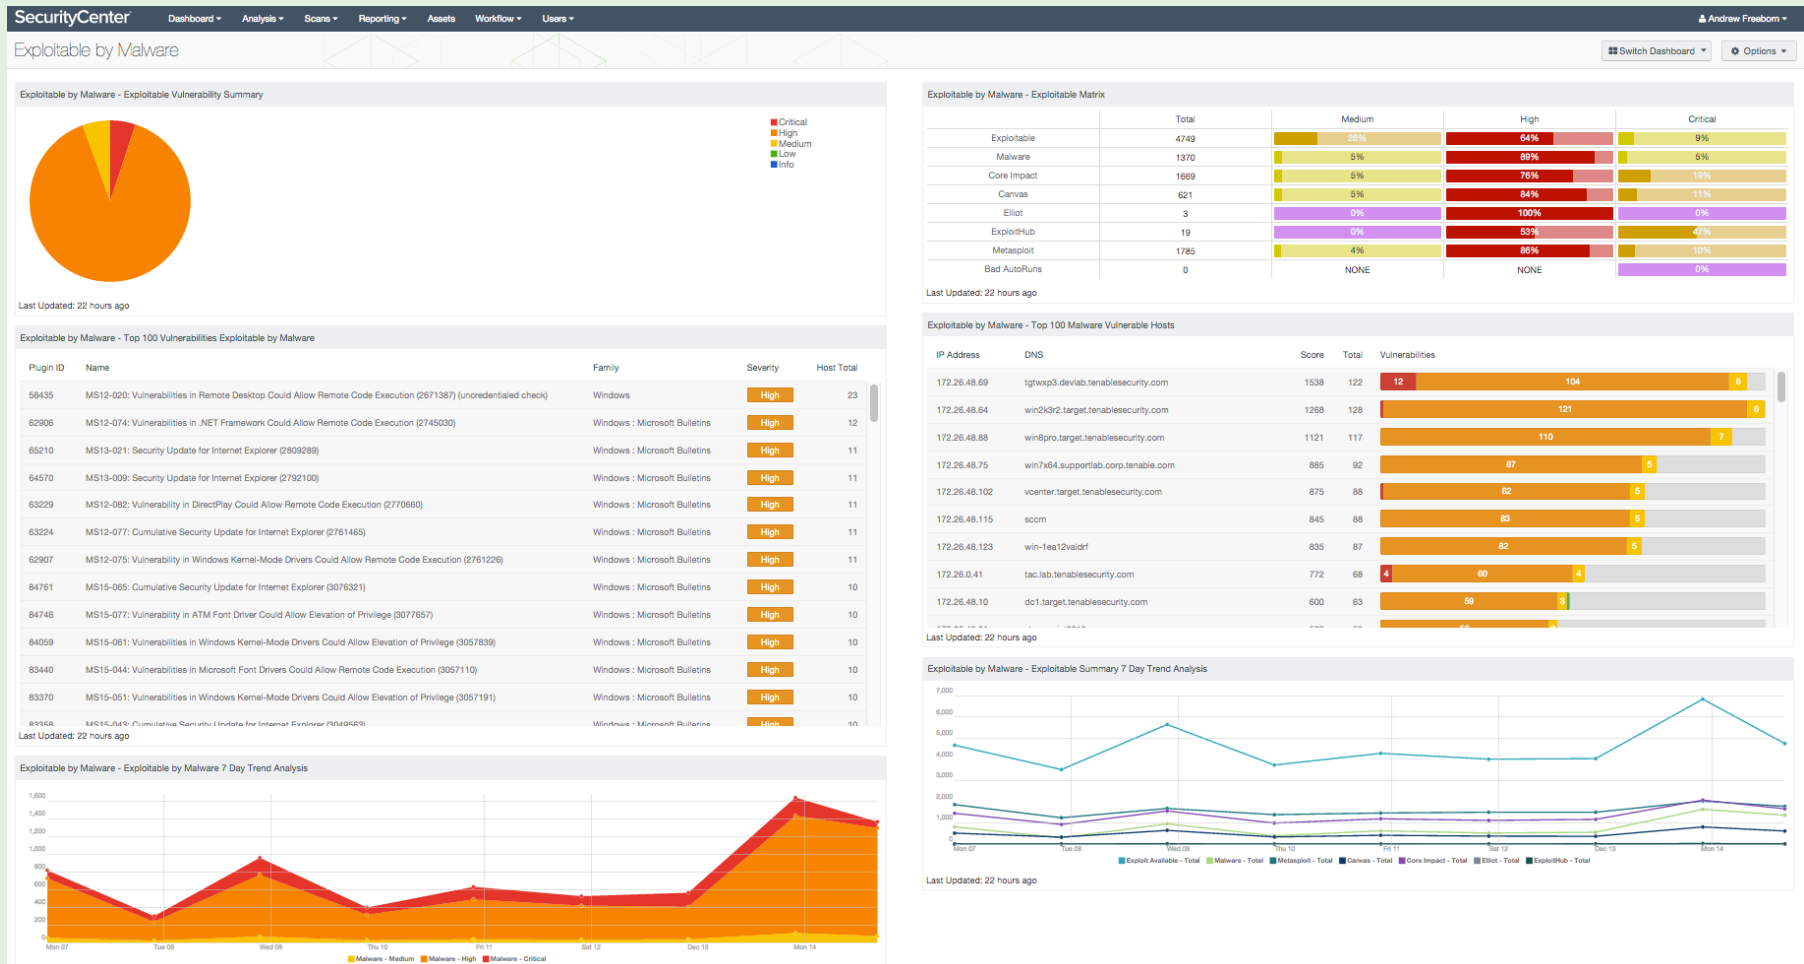 SecurityCenter Dashboard Analysis Scans Reporting Assets Workflow Users Andrew Freeborn
Exploitable by Malware Switch Dashboard Options
Exploitable by Malware - Exploitable Vulnerability Summary
Critical
High
Medium
Low
Info
Last Updated: 22 hours ago
Exploitable by Malware - Top 100 Vulnerabilities Exploitable by Malware
Plugin ID Name Family Severity Host Total
58435 MS12-020: Vulnerabilities in Remote Desktop Could Allow Remote Code Execution (2671387) (uncredentialed check) Windows High 23
62906 MS12-074: Vulnerabilities in .NET Framework Could Allow Remote Code Execution (2745030) Windows : Microsoft Bulletins High 12
65210 MS13-021: Security Update for Internet Explorer (2809289) Windows : Microsoft Bulletins High 11
64570 MS13-009: Security Update for Internet Explorer (2792100) Windows : Microsoft Bulletins High 11
63229 MS12-082: Vulnerability in DirectPlay Could Allow Remote Code Execution (2770660) Windows : Microsoft Bulletins High 11
63224 MS12-077: Cumulative Security Update for Internet Explorer (2761465) Windows : Microsoft Bulletins High 11
62907 MS12-075: Vulnerability in Windows Kernel-Mode Drivers Could Allow Remote Code Execution (2761226) Windows : Microsoft Bulletins High 11
84761 MS15-065: Cumulative Security Update for Internet Explorer (3076321) Windows : Microsoft Bulletins High 10
84746 MS15-077: Vulnerability in ATM Font Driver Could Allow Elevation of Privilege (3077657) Windows : Microsoft Bulletins High 10
84059 MS15-061: Vulnerabilities in Windows Kernel-Mode Drivers Could Allow Elevation of Privilege (3057839) Windows : Microsoft Bulletins High 10
83440 MS15-044: Vulnerabilities in Microsoft Font Drivers Could Allow Remote Code Execution (3057110) Windows : Microsoft Bulletins High 10
83370 MS15-051: Vulnerabilities in Windows Kernel-Mode Drivers Could Allow Elevation of Privilege (3057191) Windows : Microsoft Bulletins High 10
83358 MS15-043: Cumulative Security Update for Internet Explorer (3049563) Windows : Microsoft Bulletins High 10
Last Updated: 22 hours ago
Exploitable by Malware - Exploitable by Malware 7 Day Trend Analysis
1,600
1,400
1,200
1,000
800
600
400
200
0
Mon 07 Tue 08 Wed 09 Thu 10 Fri 11 Sat 12 Dec 13 Mon 14
Malware - Medium Malware - High Malware - Critical
Exploitable by Malware - Exploitable Matrix
Total Medium High Critical
Exploitable 4749 26% 64% 9%
Malware 1370 5% 89% 5%
Core Impact 1669 5% 76% 19%
Canvas 621 5% 84% 11%
Elliot 3 0% 100% 0%
ExploitHub 19 0% 53% 47%
Metasploit 1785 4% 86% 10%
Bad AutoRuns 0 NONE NONE 0%
Last Updated: 22 hours ago
Exploitable by Malware - Top 100 Malware Vulnerable Hosts
IP Address DNS Score Total Vulnerabilities
172.26.48.69 tgtwxp3.devlab.tenablesecurity.com 1538 122 12 104 6
172.26.48.64 win2k3r2.target.tenablesecurity.com 1268 128 121 6
172.26.48.88 win8pro.target.tenablesecurity.com 1121 117 110 7
172.26.48.75 win7x64.supportlab.corp.tenable.com 885 92 87 5
172.26.48.102 vcenter.target.tenablesecurity.com 875 88 82 5
172.26.48.115 sccm 845 88 83 5
172.26.48.123 win-1ea12vaidrf 835 87 82 5
172.26.0.41 tac.lab.tenablesecurity.com 772 68 4 60 4
172.26.48.10 dc1.target.tenablesecurity.com 600 63 59 3
Last Updated: 22 hours ago
Exploitable by Malware - Exploitable Summary 7 Day Trend Analysis
7,000
6,000
5,000
4,000
3,000
2,000
1,000
0
Mon 07 Tue 08 Wed 09 Thu 10 Fri 11 Sat 12 Dec 13 Mon 14
Exploit Available - Total Malware - Total Metasploit - Total Canvas - Total Core Impact - Total Elliot - Total ExploitHub - Total
Last Updated: 22 hours ago